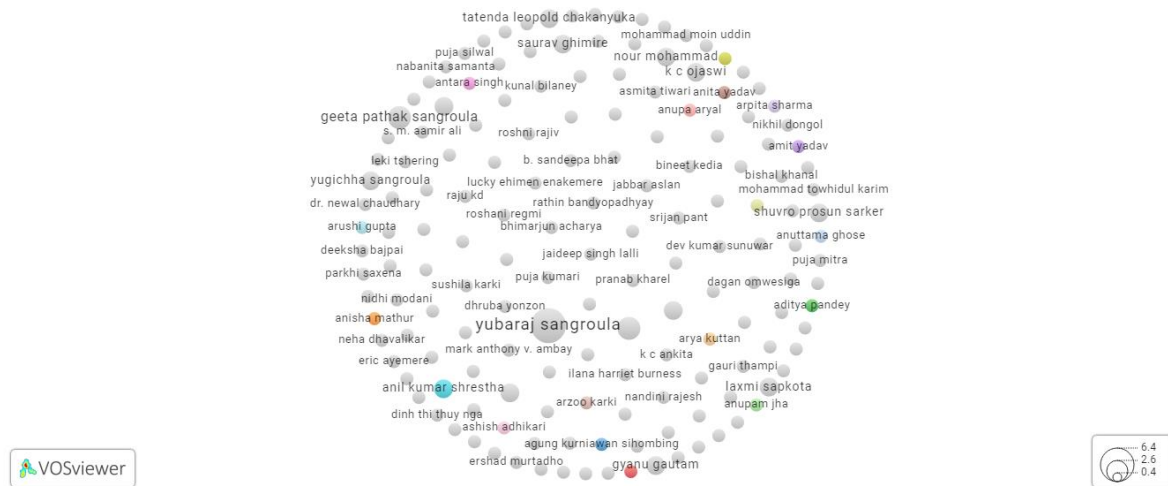 tatenda leopold chakanyuka
mohammad moin uddin
saurav ghimire
puja silwal
nour mohammad
nabanita samanta
k c ojaswi
antara singh
kunal bilaney
asmita tiwari
anita yadav
arpita sharma
anupa aryal
geeta pathak sangroula
nikhil dongol
s. m. aamir ali
roshni rajiv
amit yadav
leki tshering
b. sandeepa bhat
bineet kedia
bishal khanal
yugichha sangroula
lucky ehimen enakemere
jabbar aslan
mohammad towhidul karim
raju kd
dr. newal chaudhary
rathin bandyopadhyay
shuvro prosun sarker
roshani regmi
srijan pant
arushi gupta
bhimarjun acharya
anuttama ghose
deeksha bajpai
jaideep singh lalli
dev kumar sunuwar
puja mitra
parkhi saxena
puja kumari
pranab kharel
dagan omwesiga
sushila karki
nidhi modani
dhruba yonzon
aditya pandey
anisha mathur
yubaraj sangroula
neha dhavalikar
arya kuttan
mark anthony v. ambay
k c ankita
eric ayemere
gauri thampi
ilana harriet burness
anil kumar shrestha
laxmi sapkota
arzoo karki
nandini rajesh
anupam jha
dinh thi thuy nga
ashish adhikari
agung kurniawan sihombing
ershad murtadho
gyanu gautam
VOSviewer
6.4
2.6
0.4